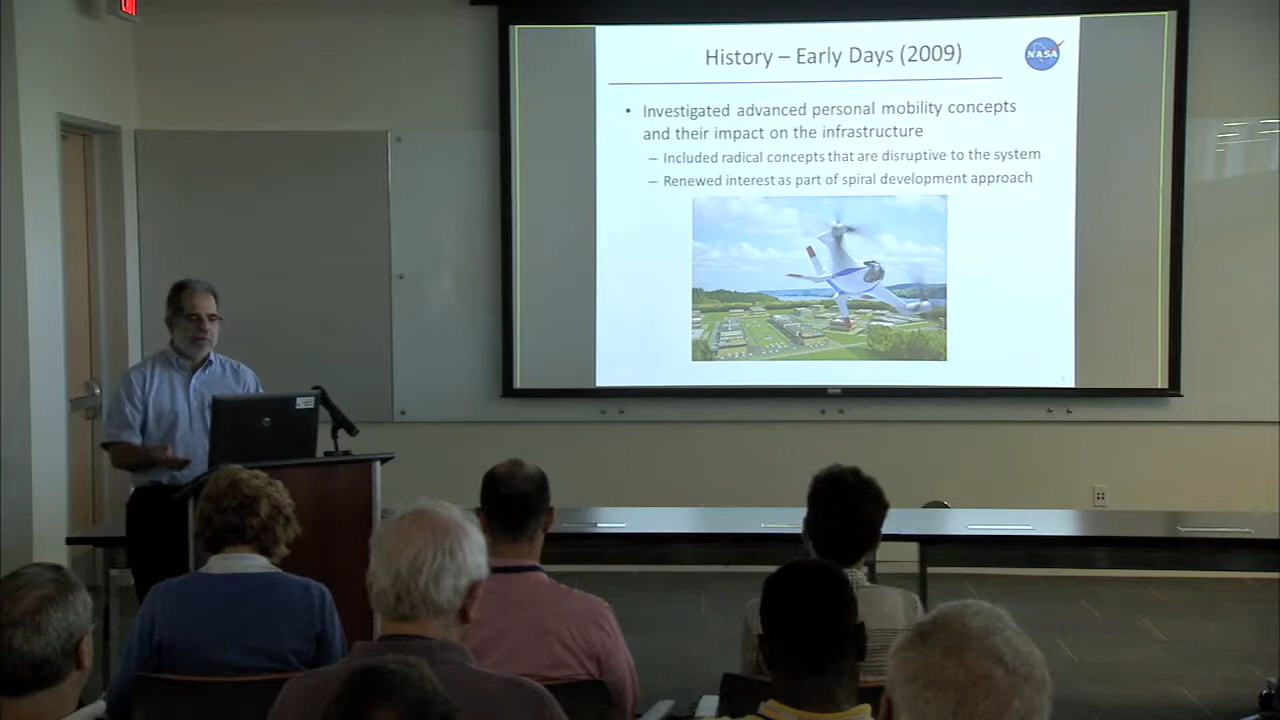 History – Early Days (2009)
NASA
• Investigated advanced personal mobility concepts
and their impact on the infrastructure
– Included radical concepts that are disruptive to the system
– Renewed interest as part of spiral development approach